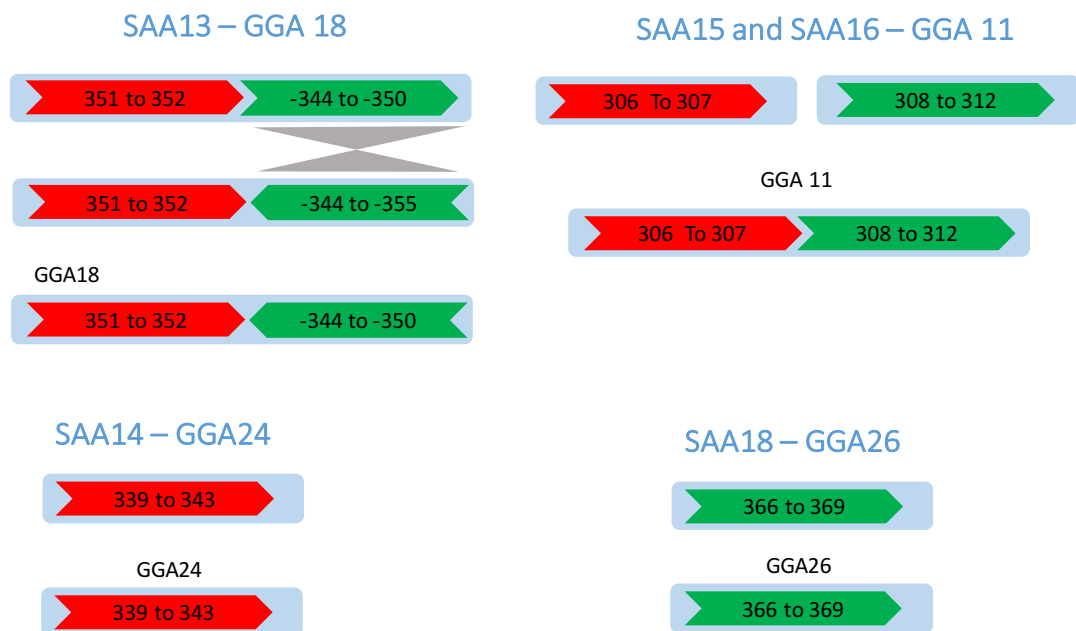 SAA13 – GGA 18
351 to 352 -344 to -350
351 to 352 -344 to -355
GGA18
351 to 352 -344 to -350
SAA15 and SAA16 – GGA 11
306 To 307 308 to 312
GGA 11
306 To 307 308 to 312
SAA14 – GGA24
339 to 343
GGA24
339 to 343
SAA18 – GGA26
366 to 369
GGA26
366 to 369